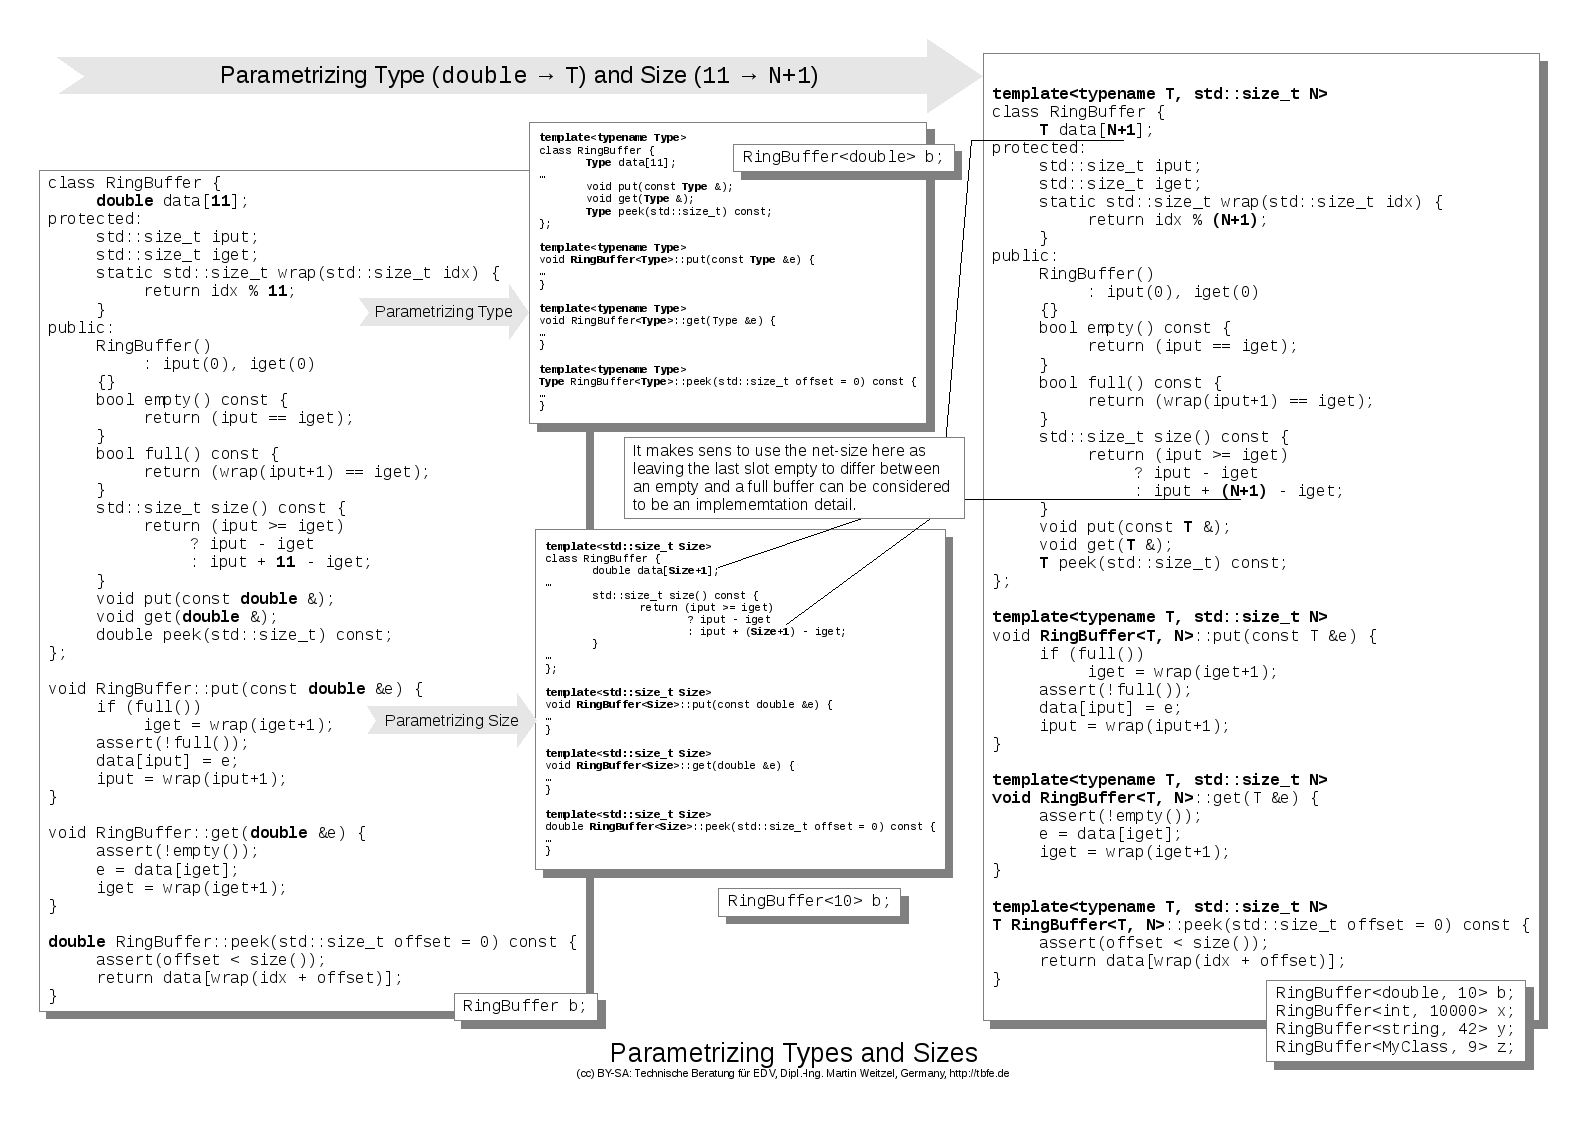 Parametrizing Type (double → T) and Size (11 → N+1)
class RingBuffer {
double data[11];
protected:
std::size_t iput;
std::size_t iget;
static std::size_t wrap(std::size_t idx) {
return idx % 11;
}
public:
RingBuffer()
: iput(0), iget(0)
{}
bool empty() const {
return (iput == iget);
}
bool full() const {
return (wrap(iput+1) == iget);
}
std::size_t size() const {
return (iput >= iget)
? iput - iget
: iput + 11 - iget;
}
void put(const double &);
void get(double &);
double peek(std::size_t) const;
};
void RingBuffer::put(const double &e) {
if (full())
iget = wrap(iget+1);
assert(!full());
data[iput] = e;
iput = wrap(iput+1);
}
void RingBuffer::get(double &e) {
assert(!empty());
e = data[iget];
iget = wrap(iget+1);
}
double RingBuffer::peek(std::size_t offset = 0) const {
assert(offset < size());
return data[wrap(idx + offset)];
}
RingBuffer b;
Parametrizing Type
template<typename Type>
class RingBuffer {
Type data[11];
…
void put(const Type &);
void get(Type &);
Type peek(std::size_t) const;
};
template<typename Type>
void RingBuffer<Type>::put(const Type &e) {
…
}
template<typename Type>
void RingBuffer<Type>::get(Type &e) {
…
}
template<typename Type>
Type RingBuffer<Type>::peek(std::size_t offset = 0) const {
…
}
RingBuffer<double> b;
It makes sens to use the net-size here as
leaving the last slot empty to differ between
an empty and a full buffer can be considered
to be an implememtation detail.
Parametrizing Size
template<std::size_t Size>
class RingBuffer {
double data[Size+1];
…
std::size_t size() const {
return (iput >= iget)
? iput - iget
: iput + (Size+1) - iget;
}
…
};
template<std::size_t Size>
void RingBuffer<Size>::put(const double &e) {
…
}
template<std::size_t Size>
void RingBuffer<Size>::get(double &e) {
…
}
template<std::size_t Size>
double RingBuffer<Size>::peek(std::size_t offset = 0) const {
…
}
RingBuffer<10> b;
template<typename T, std::size_t N>
class RingBuffer {
T data[N+1];
protected:
std::size_t iput;
std::size_t iget;
static std::size_t wrap(std::size_t idx) {
return idx % (N+1);
}
public:
RingBuffer()
: iput(0), iget(0)
{}
bool empty() const {
return (iput == iget);
}
bool full() const {
return (wrap(iput+1) == iget);
}
std::size_t size() const {
return (iput >= iget)
? iput - iget
: iput + (N+1) - iget;
}
void put(const T &);
void get(T &);
T peek(std::size_t) const;
};
template<typename T, std::size_t N>
void RingBuffer<T, N>::put(const T &e) {
if (full())
iget = wrap(iget+1);
assert(!full());
data[iput] = e;
iput = wrap(iput+1);
}
template<typename T, std::size_t N>
void RingBuffer<T, N>::get(T &e) {
assert(!empty());
e = data[iget];
iget = wrap(iget+1);
}
template<typename T, std::size_t N>
T RingBuffer<T, N>::peek(std::size_t offset = 0) const {
assert(offset < size());
return data[wrap(idx + offset)];
}
RingBuffer<double, 10> b;
RingBuffer<int, 10000> x;
RingBuffer<string, 42> y;
RingBuffer<MyClass, 9> z;
Parametrizing Types and Sizes
(cc) BY-SA: Technische Beratung für EDV, Dipl.-Ing. Martin Weitzel, Germany, http://tbfe.de